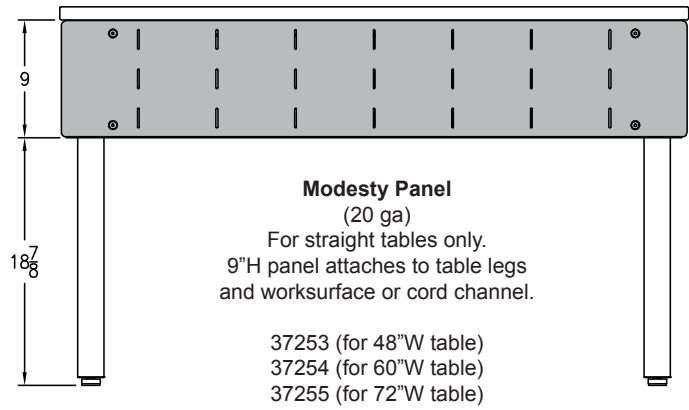 9
18 7/8
Modesty Panel
(20 ga)
For straight tables only.
9”H panel attaches to table legs
and worksurface or cord channel.
37253 (for 48”W table)
37254 (for 60”W table)
37255 (for 72”W table)